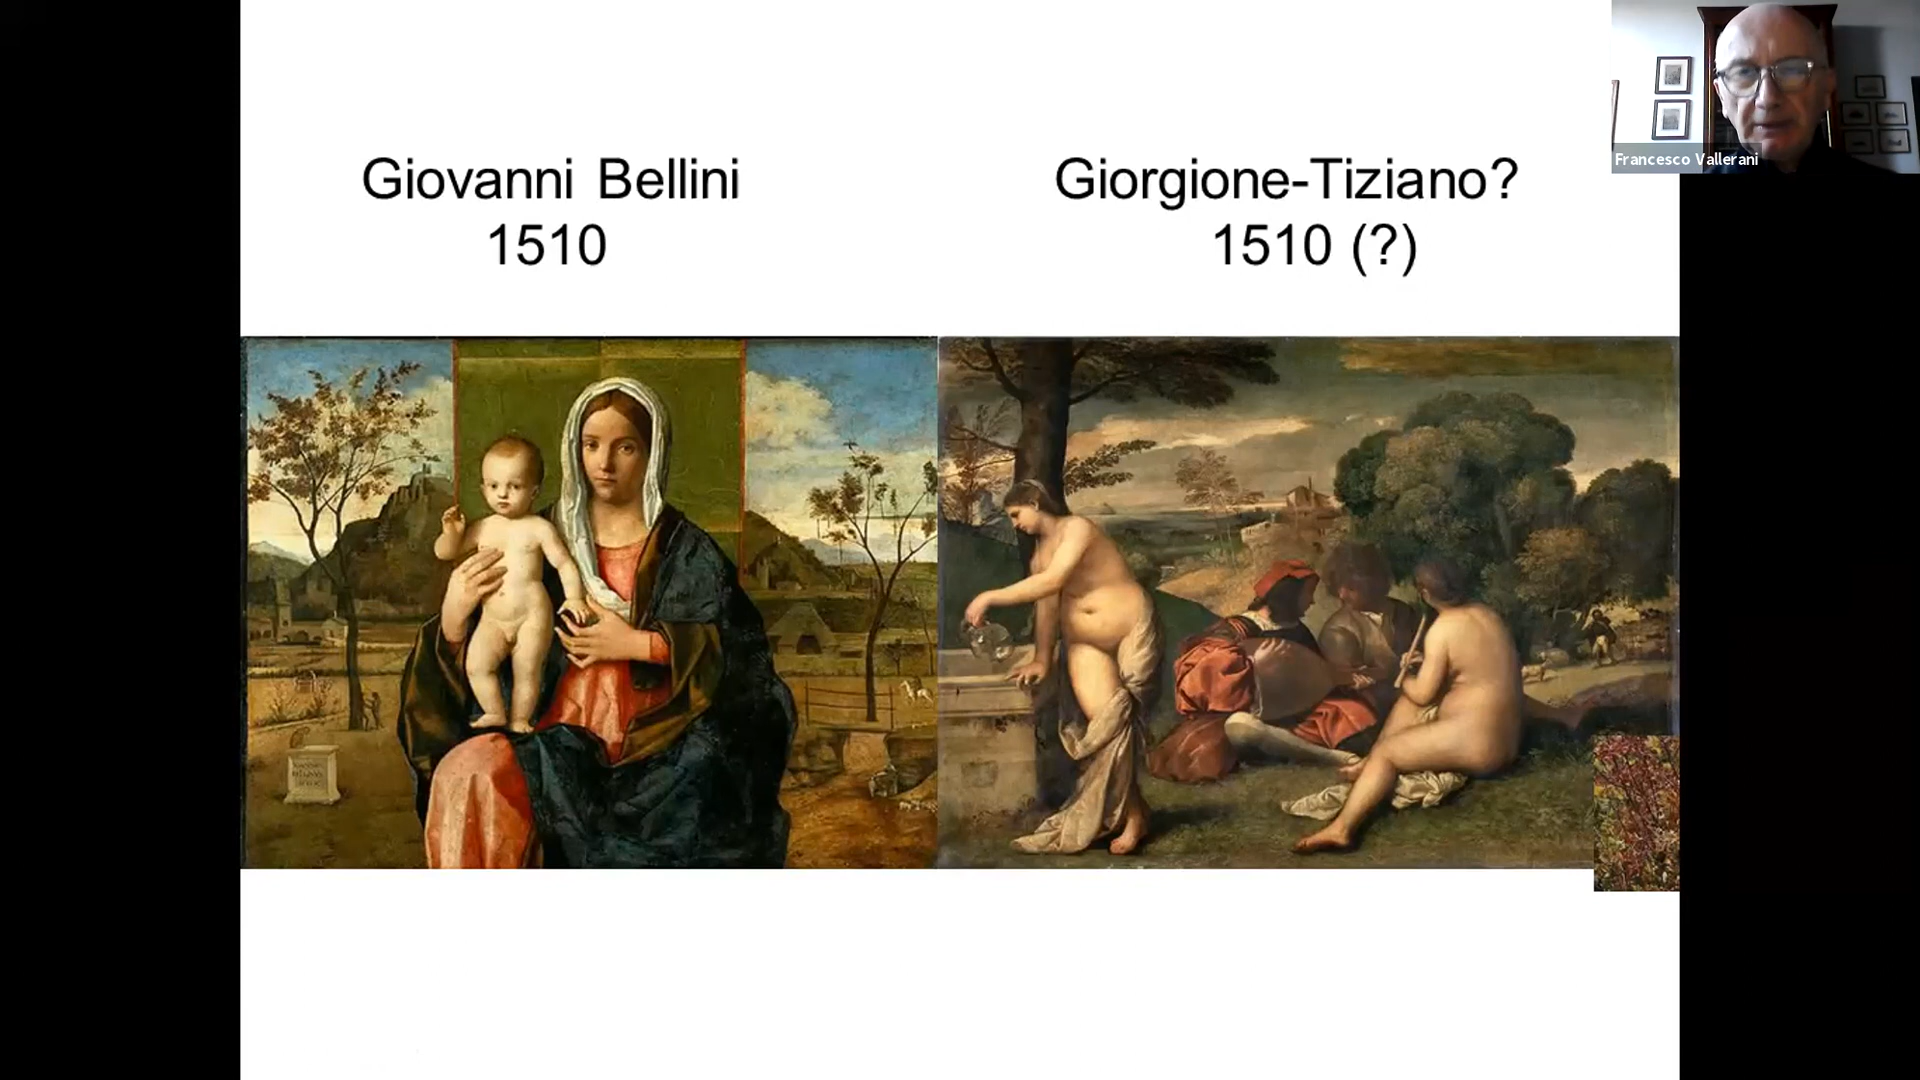 Giovanni Bellini
1510
Giorgione-Tiziano?
1510 (?)
Francesco Vallerani